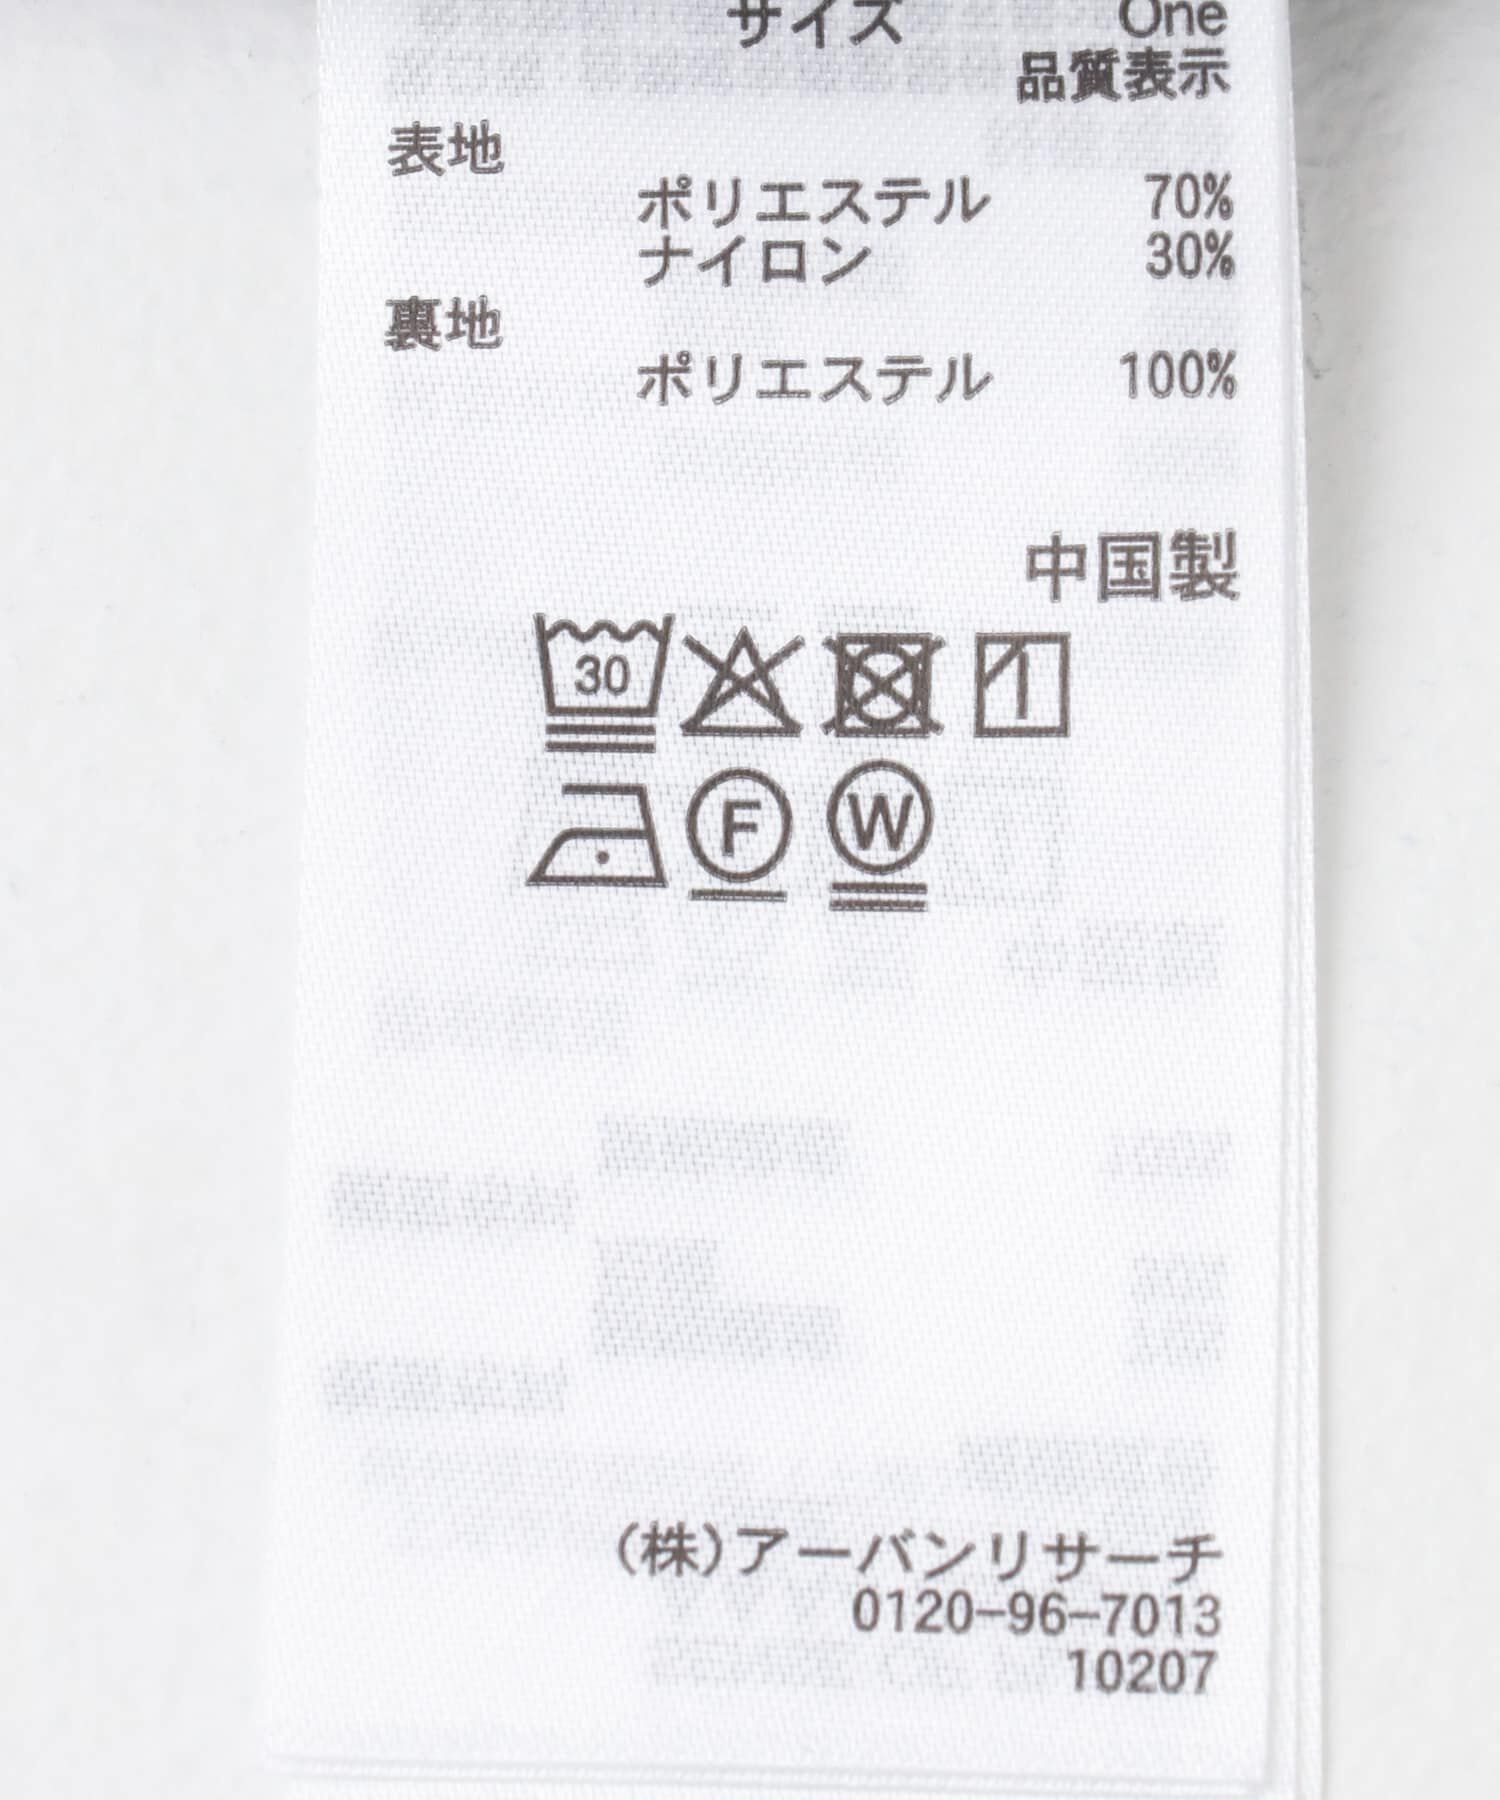 サイズ One
品質表示
表地
ポリエステル 70%
ナイロン 30%
裏地
ポリエステル 100%
中国製
30
F W
(株)アーバンリサーチ
0120-96-7013
10207